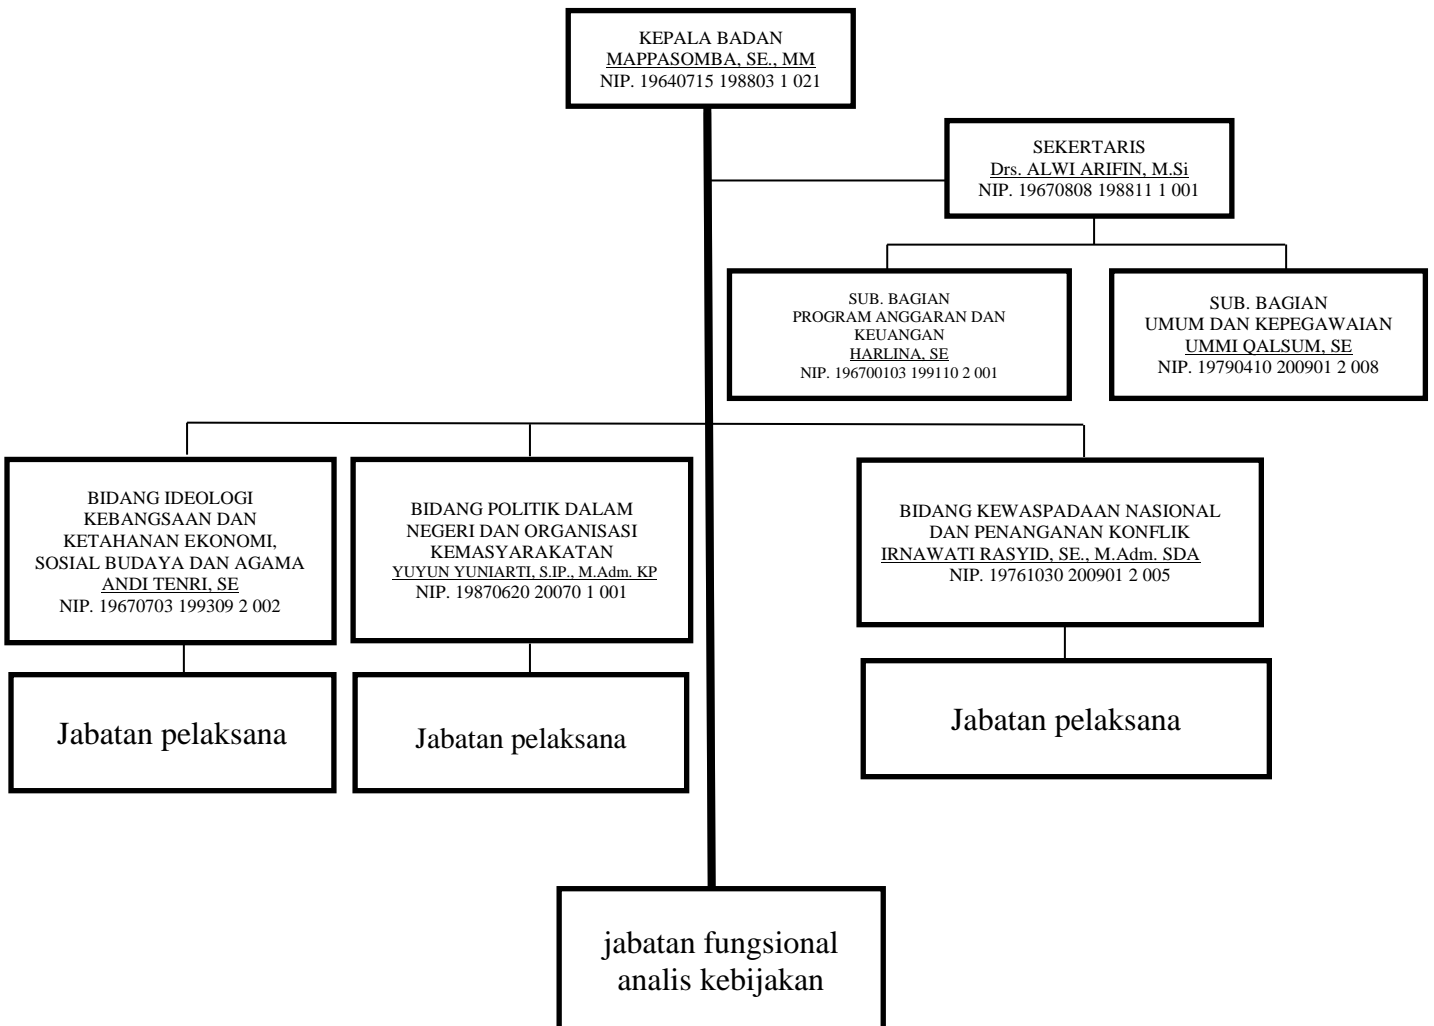 KEPALA BADAN
MAPPASOMBA, SE., MM
NIP. 19640715 198803 1 021
SEKERTARIS
Drs. ALWI ARIFIN, M.Si
NIP. 19670808 198811 1 001
SUB. BAGIAN
PROGRAM ANGGARAN DAN
KEUANGAN
HARLINA, SE
NIP. 196700103 199110 2 001
SUB. BAGIAN
UMUM DAN KEPEGAWAIAN
UMMI QALSUM, SE
NIP. 19790410 200901 2 008
BIDANG IDEOLOGI
KEBANGSAAN DAN
KETAHANAN EKONOMI,
SOSIAL BUDAYA DAN AGAMA
ANDI TENRI, SE
NIP. 19670703 199309 2 002
BIDANG POLITIK DALAM
NEGERI DAN ORGANISASI
KEMASYARAKATAN
YUYUN YUNIARTI, S.IP., M.Adm. KP
NIP. 19870620 20070 1 001
BIDANG KEWASPADAAN NASIONAL
DAN PENANGANAN KONFLIK
IRNAWATI RASYID, SE., M.Adm. SDA
NIP. 19761030 200901 2 005
Jabatan pelaksana
Jabatan pelaksana
Jabatan pelaksana
jabatan fungsional
analis kebijakan